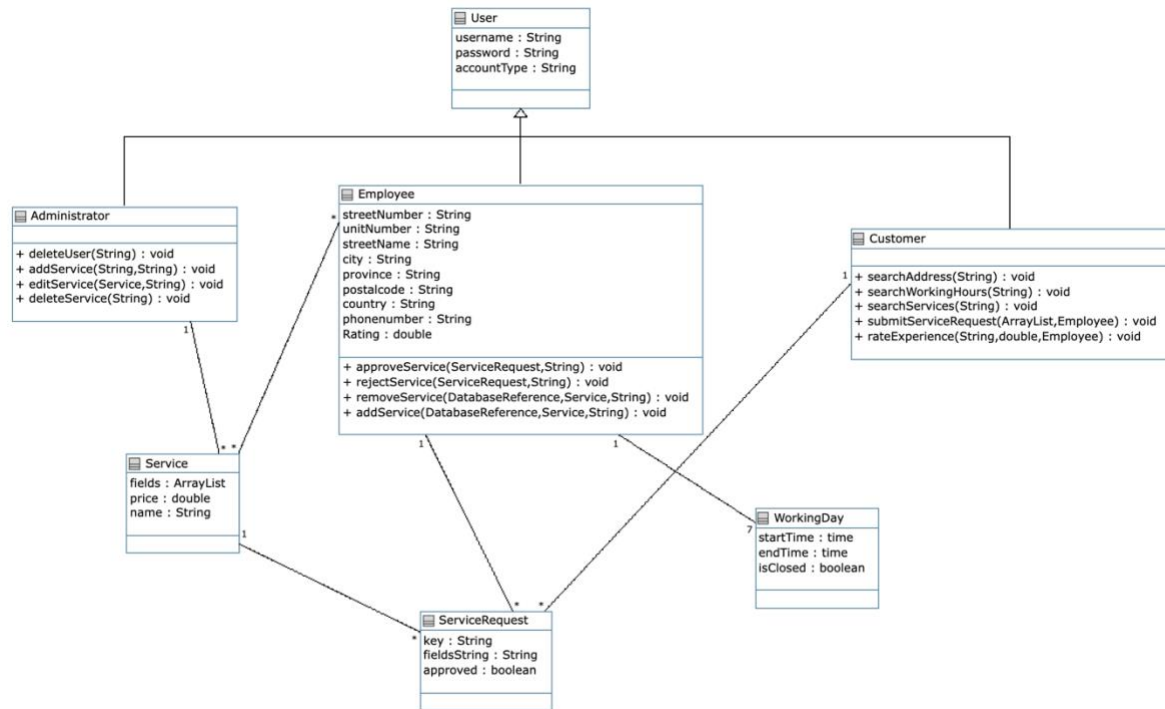 User
username : String
password : String
accountType : String
Administrator
+ deleteUser(String) : void
+ addService(String,String) : void
+ editService(Service,String) : void
+ deleteService(String) : void
1
Employee
streetNumber : String
unitNumber : String
streetName : String
city : String
province : String
postalcode : String
country : String
phonenumber : String
Rating : double
+ approveService(ServiceRequest,String) : void
+ rejectService(ServiceRequest,String) : void
+ removeService(DatabaseReference,Service,String) : void
+ addService(DatabaseReference,Service,String) : void
*
1
1
Customer
+ searchAddress(String) : void
+ searchWorkingHours(String) : void
+ searchServices(String) : void
+ submitServiceRequest(ArrayList,Employee) : void
+ rateExperience(String,double,Employee) : void
1
* *
Service
fields : ArrayList
price : double
name : String
1
7
WorkingDay
startTime : time
endTime : time
isClosed : boolean
* *
*
ServiceRequest
key : String
fieldsString : String
approved : boolean